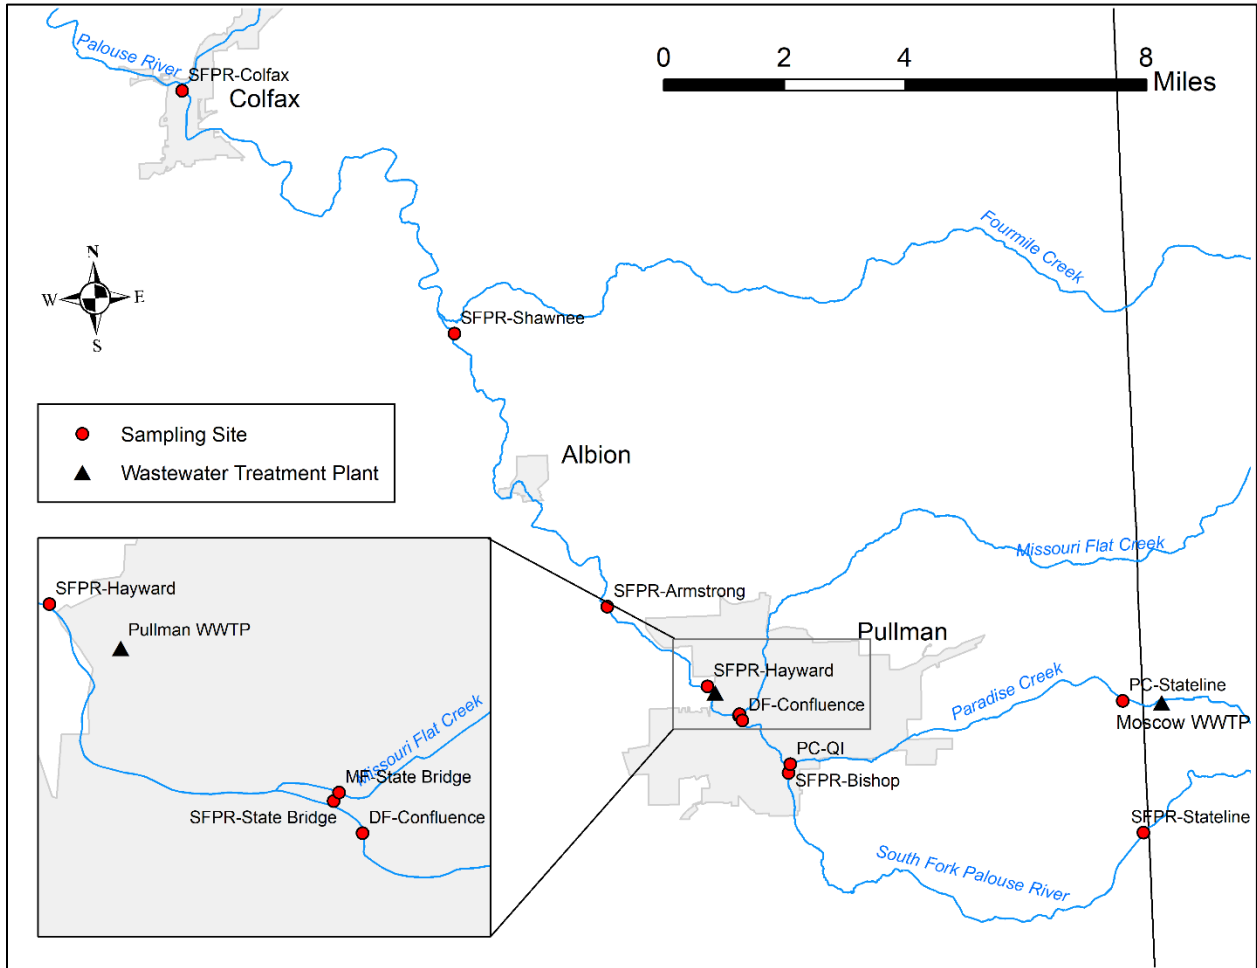 Palouse River
SFPR-Colfax
Colfax
0 2 4 8
Miles
Fourmile Creek
N
W E
S
SFPR-Shawnee
Sampling Site
Wastewater Treatment Plant
Albion
Missouri Flat Creek
SFPR-Armstrong
Pullman
SFPR-Hayward
DF-Confluence
Paradise Creek
PC-Stateline
Moscow WWTP
PC-QI
SFPR-Bishop
SFPR-Stateline
South Fork Palouse River
SFPR-Hayward
Pullman WWTP
Missouri Flat Creek
MF-State Bridge
SFPR-State Bridge
DF-Confluence